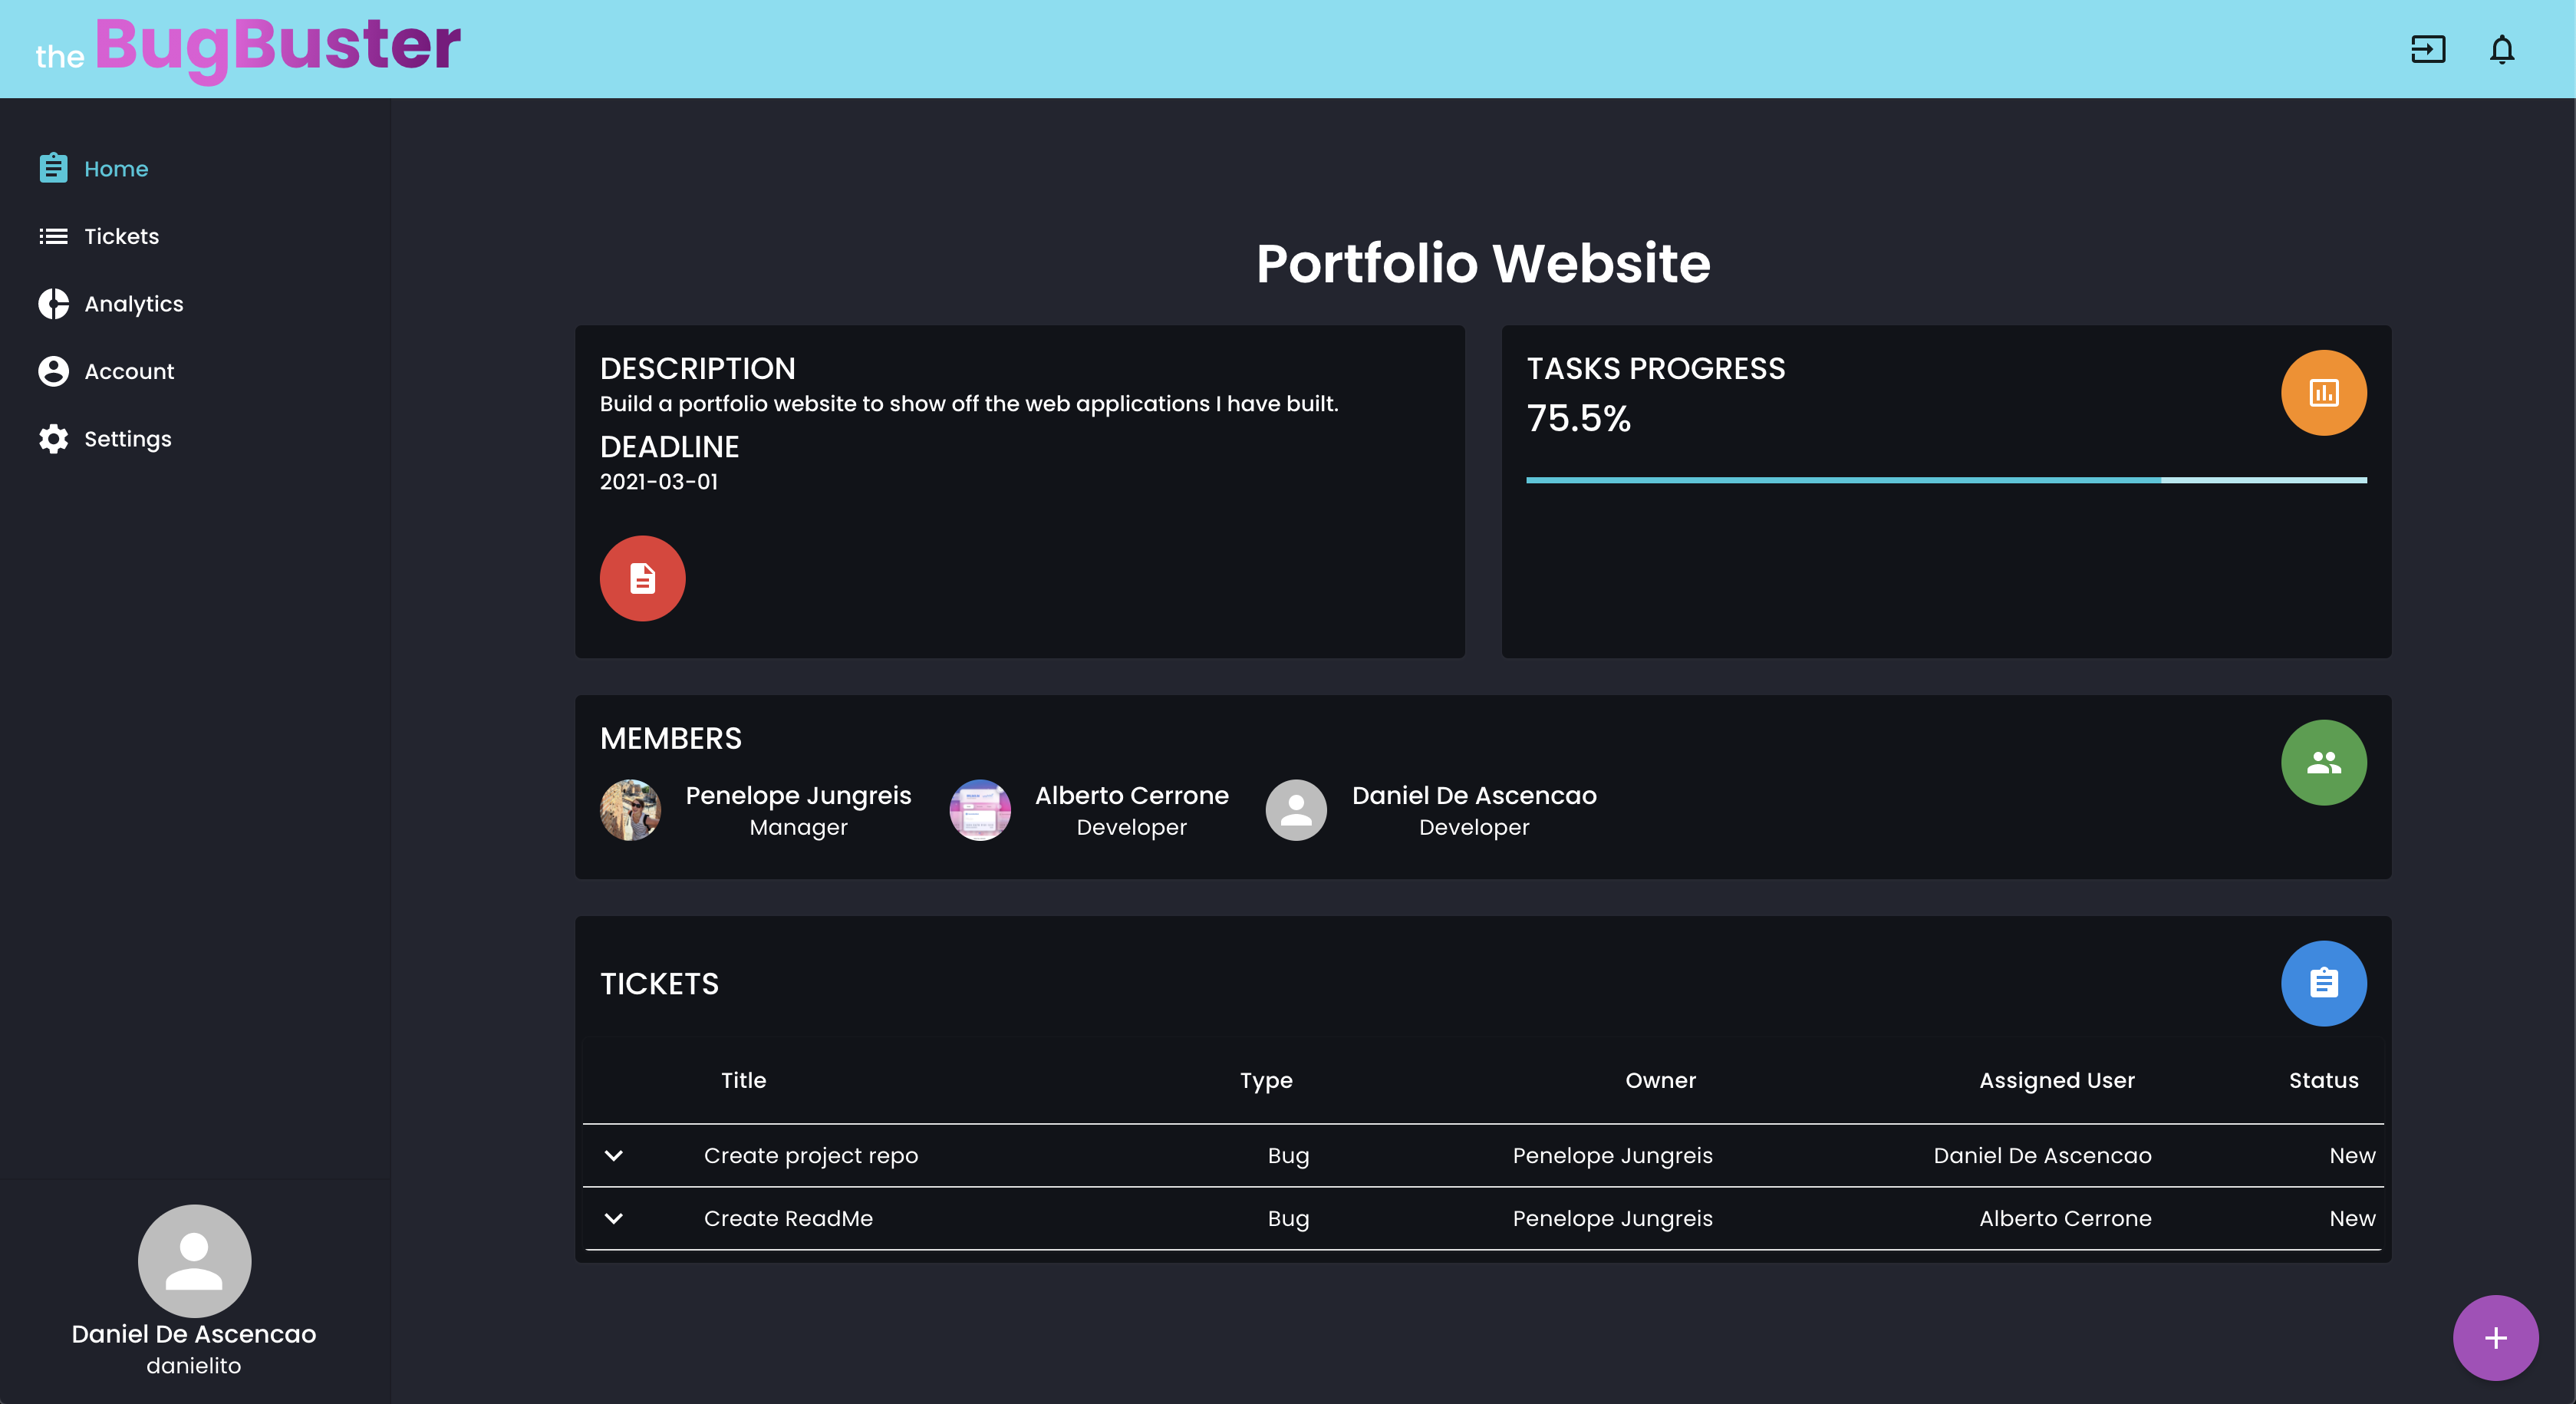 the BugBuster
Home
Tickets
Analytics
Account
Settings
Portfolio Website
DESCRIPTION
Build a portfolio website to show off the web applications I have built.
DEADLINE
2021-03-01
TASKS PROGRESS
75.5%
MEMBERS
Penelope Jungreis
Manager
Alberto Cerrone
Developer
Daniel De Ascencao
Developer
TICKETS
Title Type Owner Assigned User Status
Create project repo Bug Penelope Jungreis Daniel De Ascencao New
Create ReadMe Bug Penelope Jungreis Alberto Cerrone New
Daniel De Ascencao
danielito